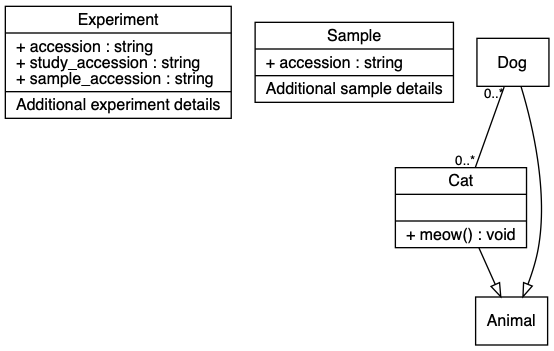 Experiment
+ accession : string
+ study_accession : string
+ sample_accession : string
Additional experiment details
Sample
+ accession : string
Additional sample details
Dog
0..*
0..*
Cat
+ meow() : void
Animal